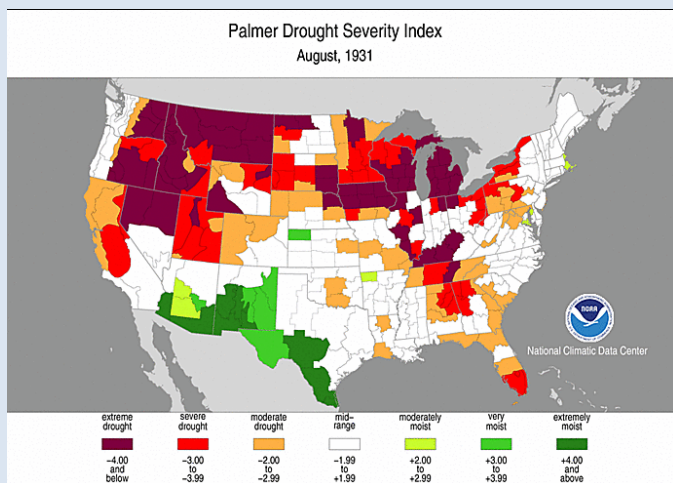 Palmer Drought Severity Index
August, 1931
NOAA
National Climatic Data Center
extreme drought
severe drought
moderate drought
mid-range
moderately moist
very moist
extremely moist
-4.00 and below
-3.00 to -3.99
-2.00 to -2.99
-1.99 to +1.99
+2.00 to +2.99
+3.00 to +3.99
+4.00 and above